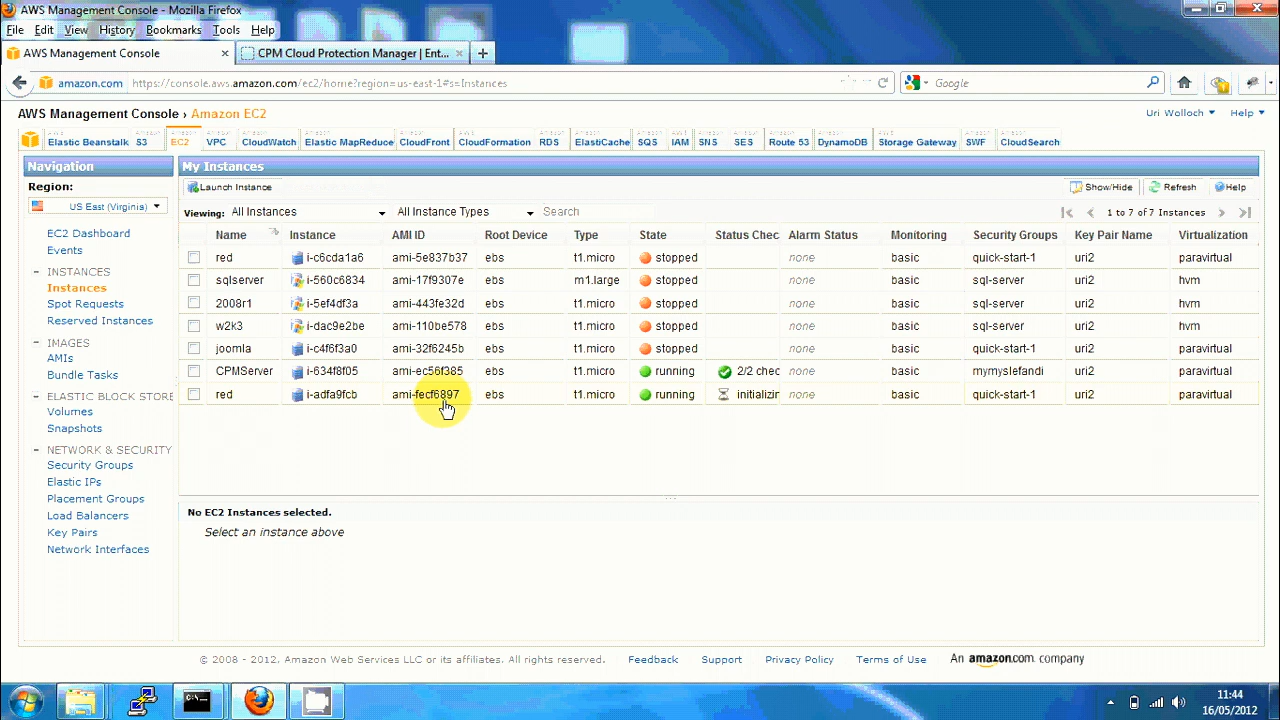 AWS Management Console - Mozilla Firefox
File Edit View History Bookmarks Tools Help
AWS Management Console × CPM Cloud Protection Manager | Ent... × +
amazon.com https://console.aws.amazon.com/ec2/home?region=us-east-1#s=Instances Google
AWS Management Console › Amazon EC2 Uri Wolloch Help
Elastic Beanstalk S3 EC2 VPC CloudWatch Elastic MapReduce CloudFront CloudFormation RDS ElastiCache SQS IAM SNS SES Route 53 DynamoDB Storage Gateway SWF CloudSearch
Navigation
Region:
US East (Virginia)
EC2 Dashboard
Events
INSTANCES
Instances
Spot Requests
Reserved Instances
IMAGES
AMIs
Bundle Tasks
ELASTIC BLOCK STORE
Volumes
Snapshots
NETWORK & SECURITY
Security Groups
Elastic IPs
Placement Groups
Load Balancers
Key Pairs
Network Interfaces
My Instances
Launch Instance Show/Hide Refresh Help
Viewing: All Instances All Instance Types Search 1 to 7 of 7 Instances
Name Instance AMI ID Root Device Type State Status Chec Alarm Status Monitoring Security Groups Key Pair Name Virtualization
red i-c6cda1a6 ami-5e837b37 ebs t1.micro stopped none basic quick-start-1 uri2 paravirtual
sqlserver i-560c6834 ami-17f9307e ebs m1.large stopped none basic sql-server uri2 hvm
2008r1 i-5ef4df3a ami-443fe32d ebs t1.micro stopped none basic sql-server uri2 hvm
w2k3 i-dac9e2be ami-110be578 ebs t1.micro stopped none basic sql-server uri2 hvm
joomla i-c4f6f3a0 ami-32f6245b ebs t1.micro stopped none basic quick-start-1 uri2 paravirtual
CPMServer i-634f8f05 ami-ec56f385 ebs t1.micro running 2/2 chec none basic mymyslefandi uri2 paravirtual
red i-adfa9fcb ami-fecf6897 ebs t1.micro running initializin none basic quick-start-1 uri2 paravirtual
No EC2 Instances selected.
Select an instance above
© 2008 - 2012, Amazon Web Services LLC or its affiliates. All rights reserved. Feedback Support Privacy Policy Terms of Use An amazon.com company
11:44
16/05/2012